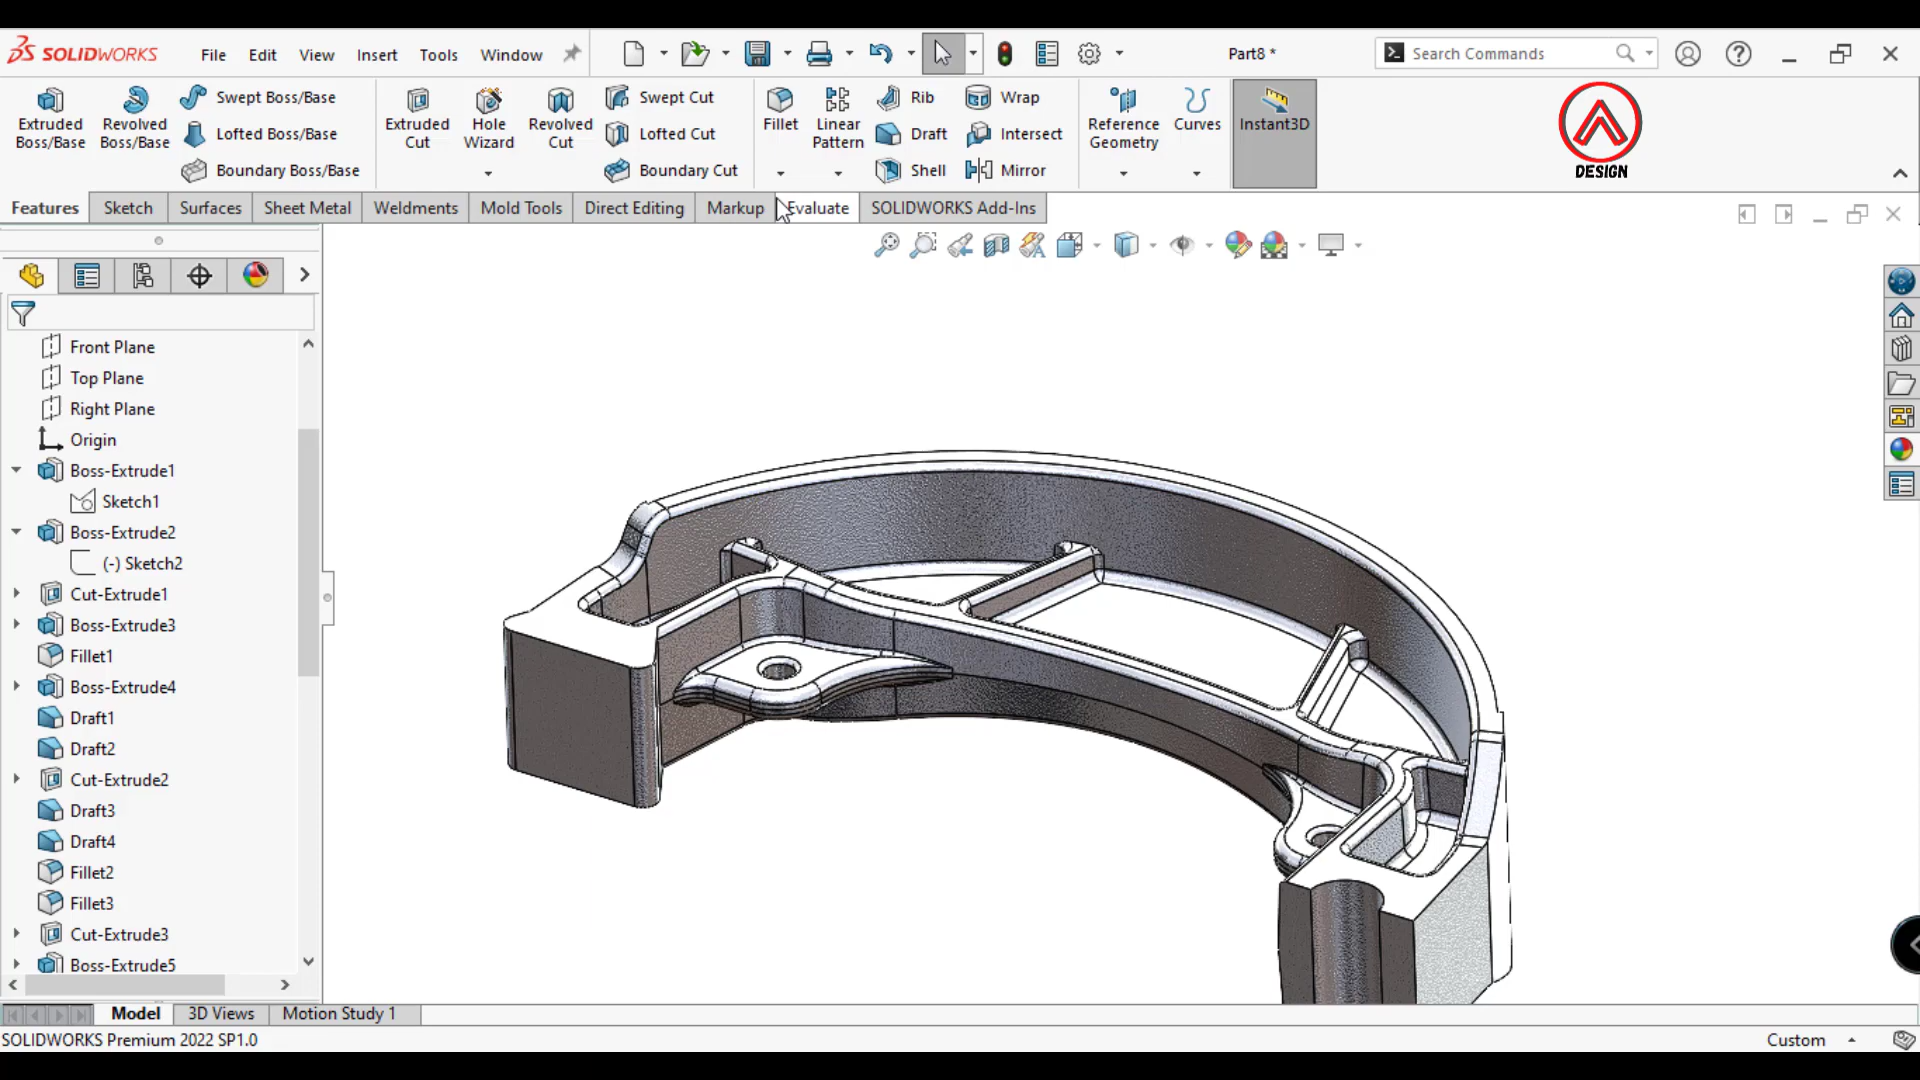 SOLIDWORKS File Edit View Insert Tools Window Part8 * Search Commands
Extruded Boss/Base
Revolved Boss/Base
Swept Boss/Base
Lofted Boss/Base
Boundary Boss/Base
Extruded Cut
Hole Wizard
Revolved Cut
Swept Cut
Lofted Cut
Boundary Cut
Fillet
Linear Pattern
Rib
Draft
Shell
Wrap
Intersect
Mirror
Reference Geometry
Curves
Instant3D
DESIGN
Features Sketch Surfaces Sheet Metal Weldments Mold Tools Direct Editing Markup Evaluate SOLIDWORKS Add-Ins
Front Plane
Top Plane
Right Plane
Origin
Boss-Extrude1
Sketch1
Boss-Extrude2
(-) Sketch2
Cut-Extrude1
Boss-Extrude3
Fillet1
Boss-Extrude4
Draft1
Draft2
Cut-Extrude2
Draft3
Draft4
Fillet2
Fillet3
Cut-Extrude3
Boss-Extrude5
Model 3D Views Motion Study 1
SOLIDWORKS Premium 2022 SP1.0 Custom